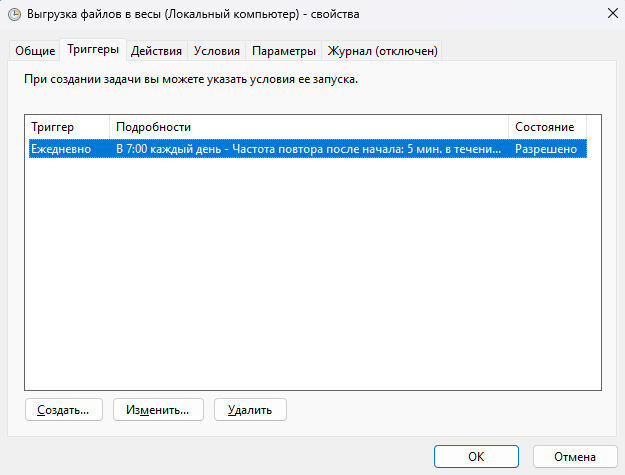 Выгрузка файлов в весы (Локальный компьютер) - свойства
Общие Триггеры Действия Условия Параметры Журнал (отключен)
При создании задачи вы можете указать условия ее запуска.
Триггер Подробности Состояние
Ежедневно В 7:00 каждый день - Частота повтора после начала: 5 мин. в течени... Разрешено
Создать... Изменить... Удалить
ОК Отмена